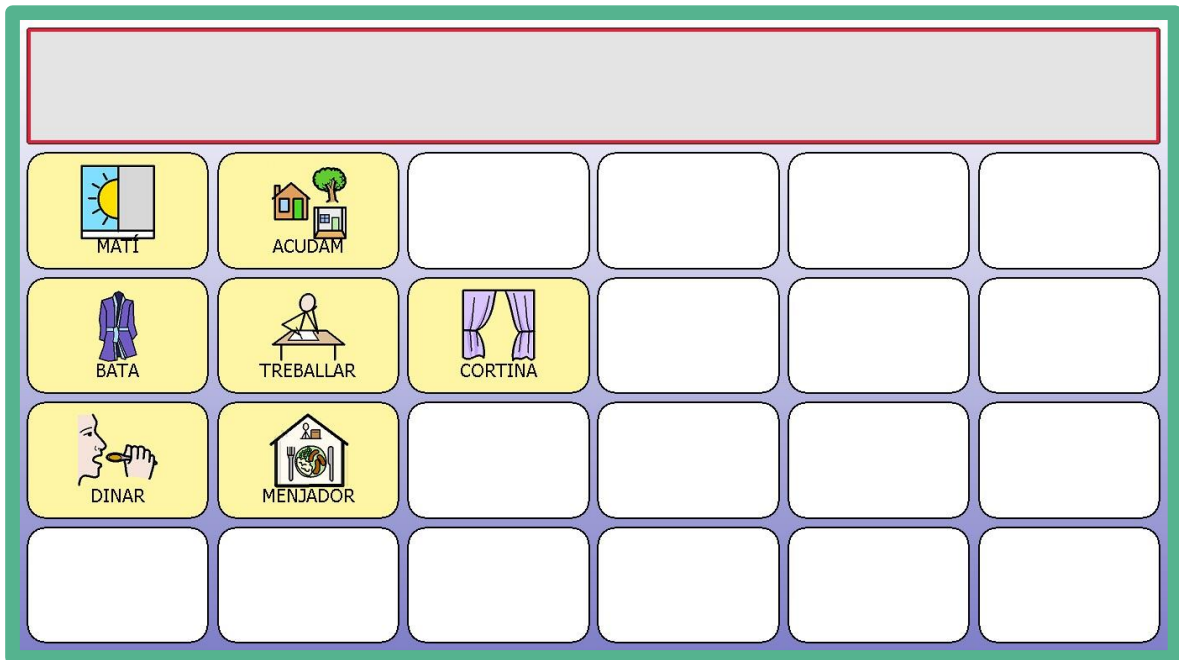 MATÍ
ACUDAM
BATA
TREBALLAR
CORTINA
DINAR
MENJADOR